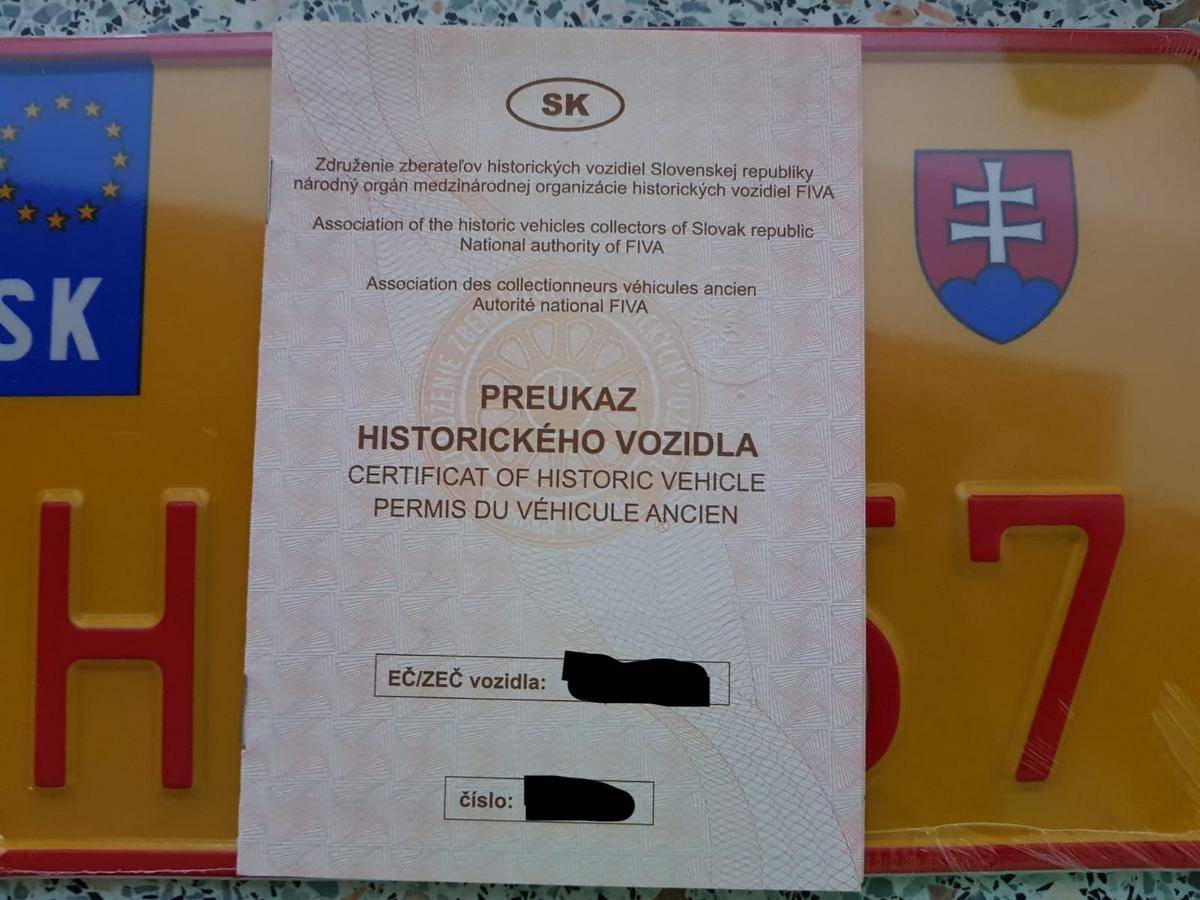 SK
Združenie zberateľov historických vozidiel Slovenskej republiky
národný orgán medzinárodnej organizácie historických vozidiel FIVA
Association of the historic vehicles collectors of Slovak republic
National authority of FIVA
Association des collectionneurs véhicules ancien
Autorité national FIVA
PREUKAZ
HISTORICKÉHO VOZIDLA
CERTIFICAT OF HISTORIC VEHICLE
PERMIS DU VÉHICULE ANCIEN
EČ/ZEČ vozidla:
číslo:
SK
H
7